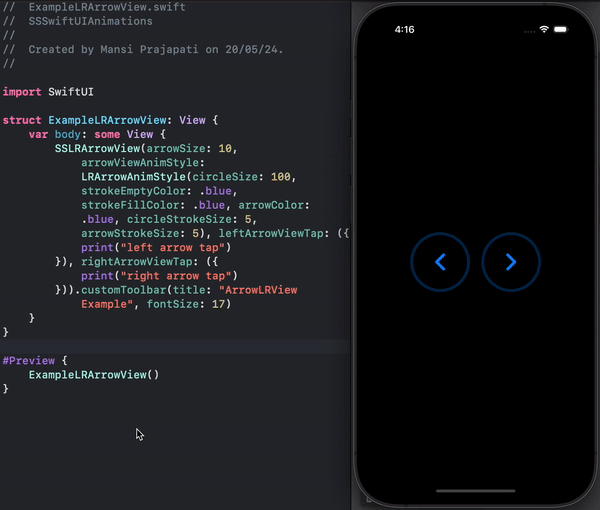 //  ExampleLRArrowView.swift
//  SSSwiftUIAnimations
//
//  Created by Mansi Prajapati on 20/05/24.
//
import SwiftUI
struct ExampleLRArrowView: View {
    var body: some View {
        SSLRArrowView(arrowSize: 10,
            arrowViewAnimStyle:
            LRArrowAnimStyle(circleSize: 100,
            strokeEmptyColor: .blue,
            strokeFillColor: .blue, arrowColor:
            .blue, circleStrokeSize: 5,
            arrowStrokeSize: 5), leftArrowViewTap: ({
            print("left arrow tap")
        }), rightArrowViewTap: ({
            print("right arrow tap")
        })).customToolbar(title: "ArrowLRView
            Example", fontSize: 17)
    }
}
#Preview {
    ExampleLRArrowView()
}
4:16